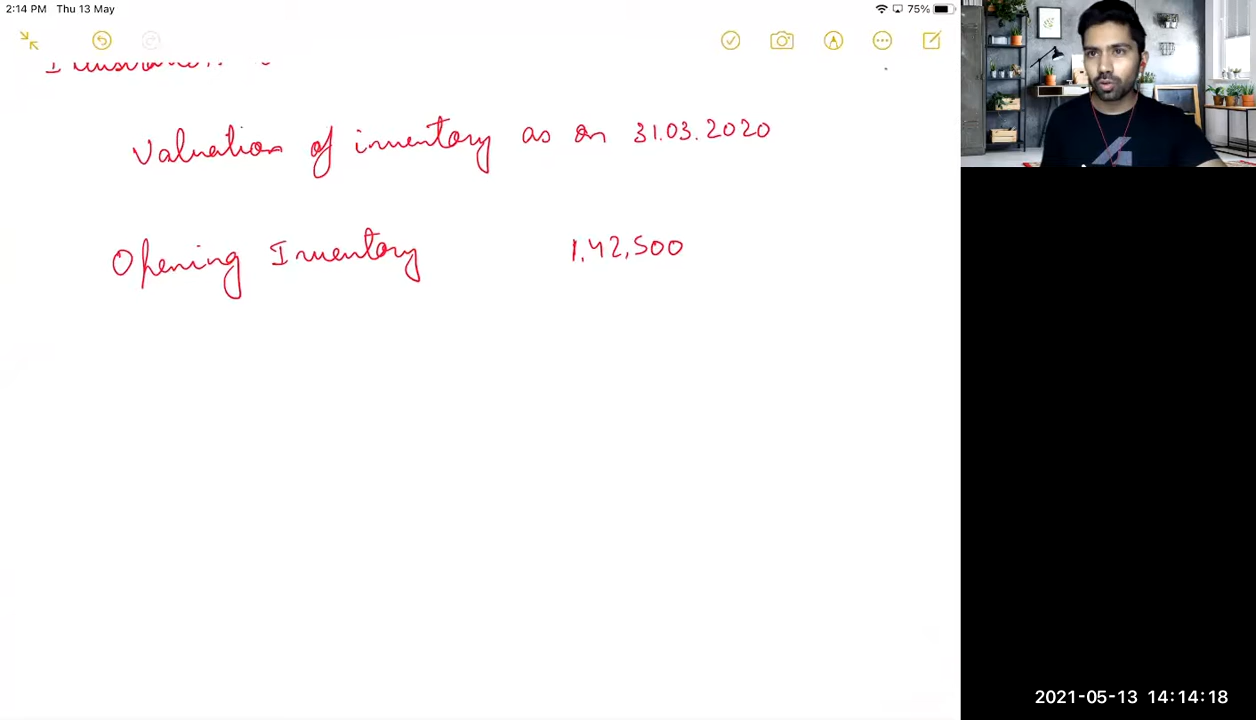 2:14 PM Thu 13 May
75%
Valuation of inventory as on 31.03.2020
Opening Inventory 1,42,500
2021-05-13 14:14:18